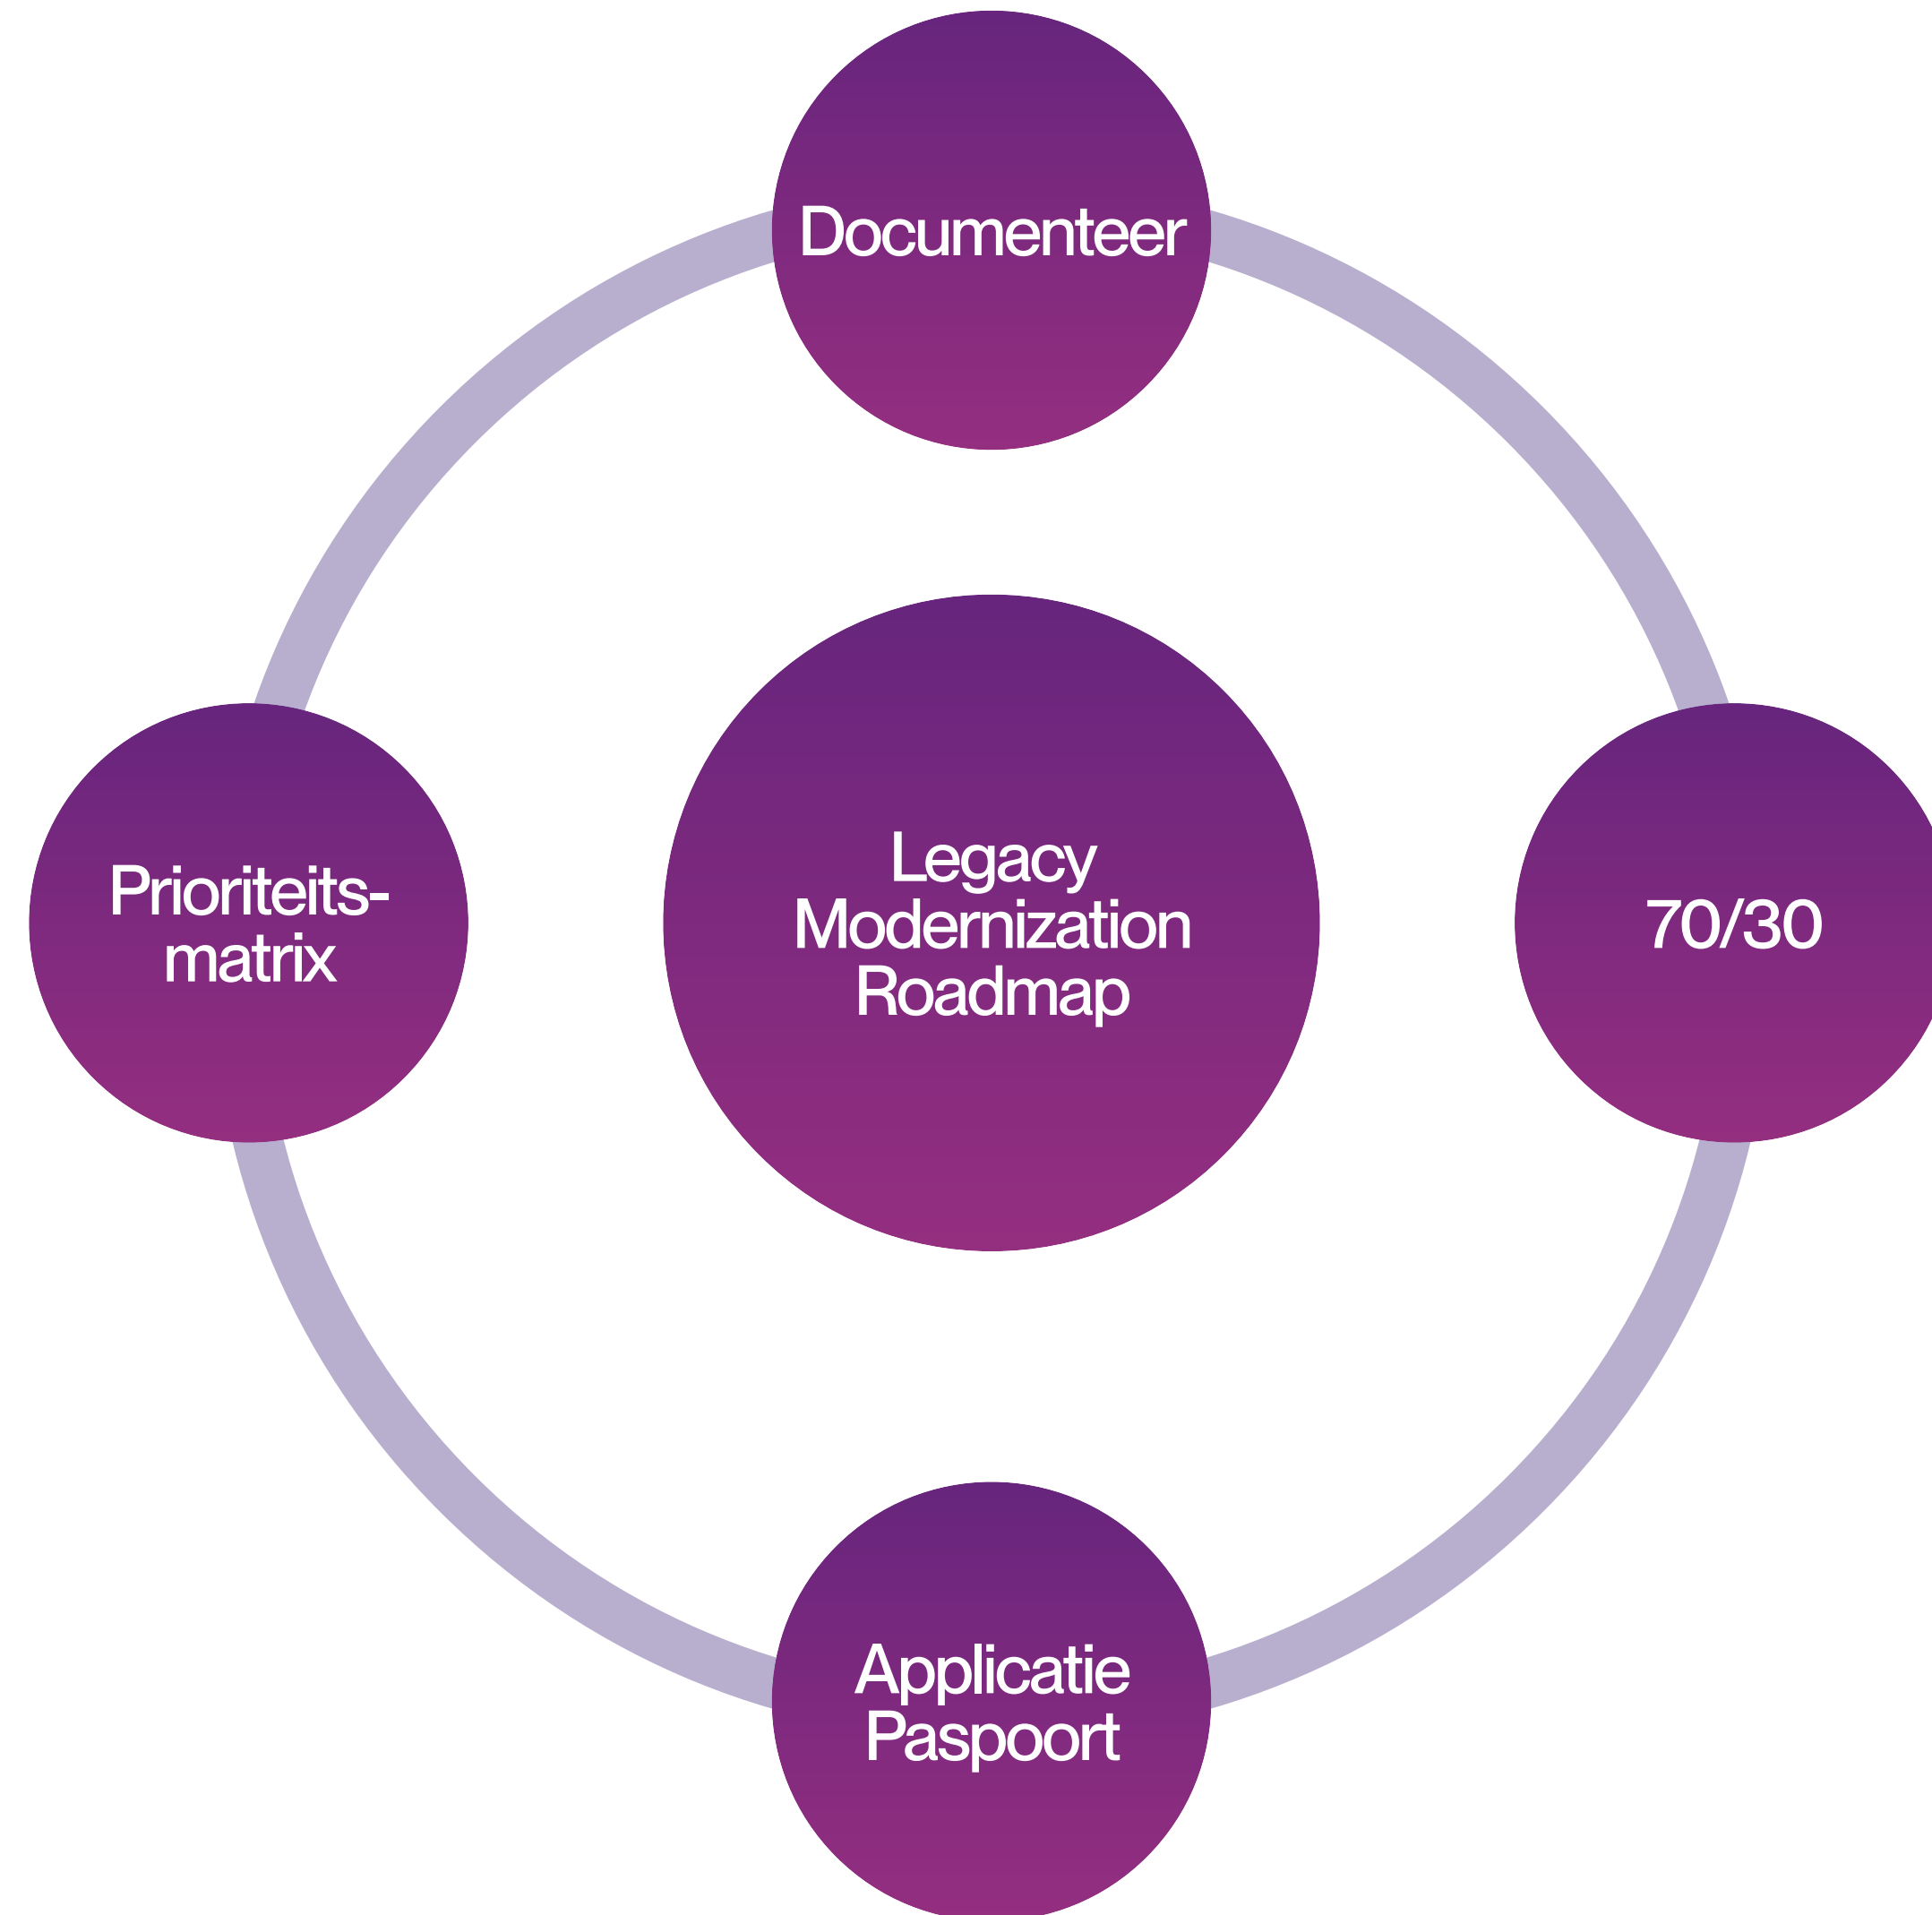 Documenteer
Prioriteits-
matrix
Legacy
Modernization
Roadmap
70/30
Applicatie
Paspoort